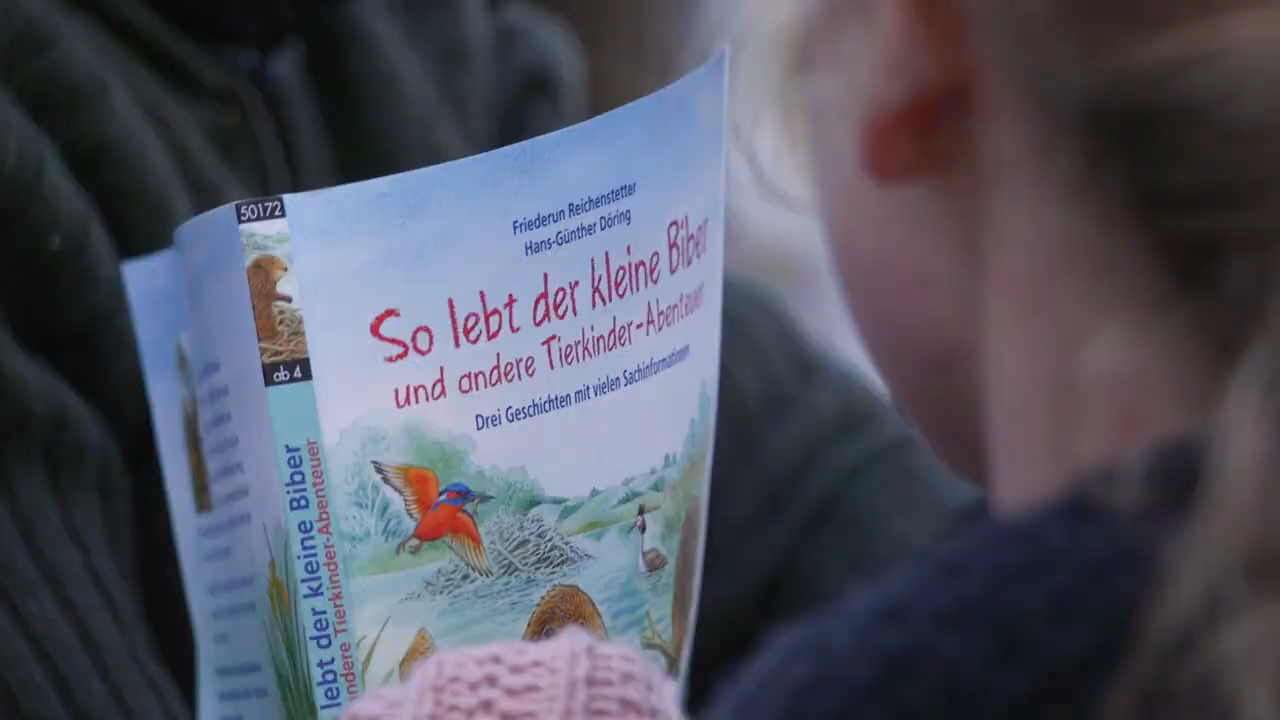 50172
ab 4
lebt der kleine Biber
ndere Tierkinder-Abenteuer
Friederun Reichenstetter
Hans-Günther Döring
So lebt der kleine Biber
und andere Tierkinder-Abenteuer
Drei Geschichten mit vielen Sachinformationen